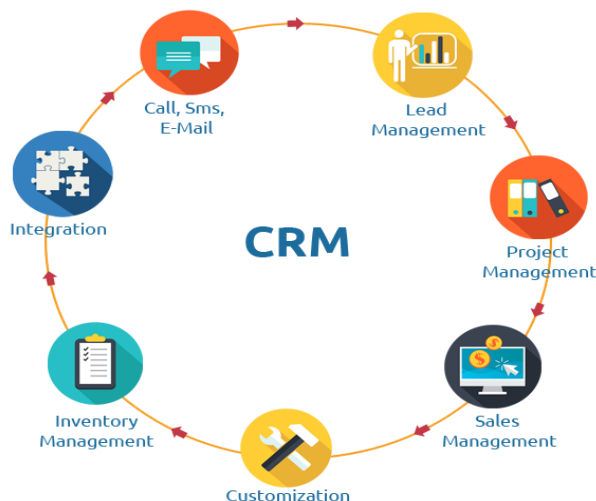 Call, Sms,
E-Mail
Lead
Management
Integration
CRM
Project
Management
Inventory
Management
Sales
Management
Customization